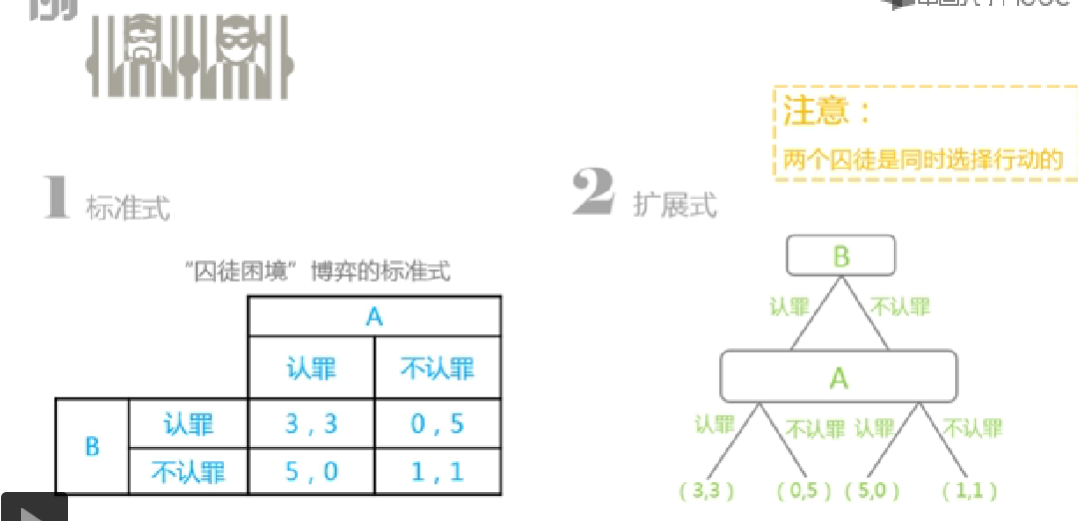 注意：
两个囚徒是同时选择行动的
1 标准式
2 扩展式
“囚徒困境”博弈的标准式
A
认罪 不认罪
B
认罪 3 , 3 0 , 5
不认罪 5 , 0 1 , 1
B
认罪 不认罪
A
认罪 不认罪 认罪 不认罪
( 3,3 ) ( 0,5 ) ( 5,0 ) ( 1,1 )